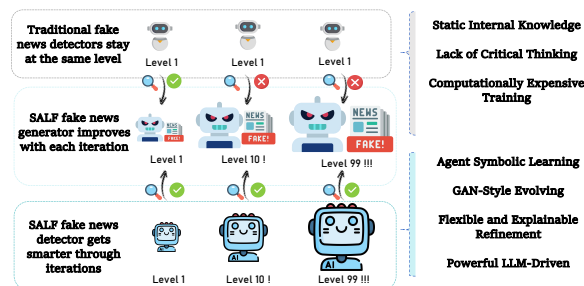 Traditional fake
news detectors stay
at the same level
Level 1
Level 1
Level 1
Static Internal Knowledge
Lack of Critical Thinking
Computationally Expensive
Training
SALF fake news
generator improves
with each iteration
NEWS
FAKE!
NEWS
FAKE!
NEWS
FAKE!
Level 1
Level 10 !
Level 99 !!!
SALF fake news
detector gets
smarter through
iterations
AI
AI
AI
Level 1
Level 10 !
Level 99 !!!
Agent Symbolic Learning
GAN-Style Evolving
Flexible and Explainable
Refinement
Powerful LLM-Driven